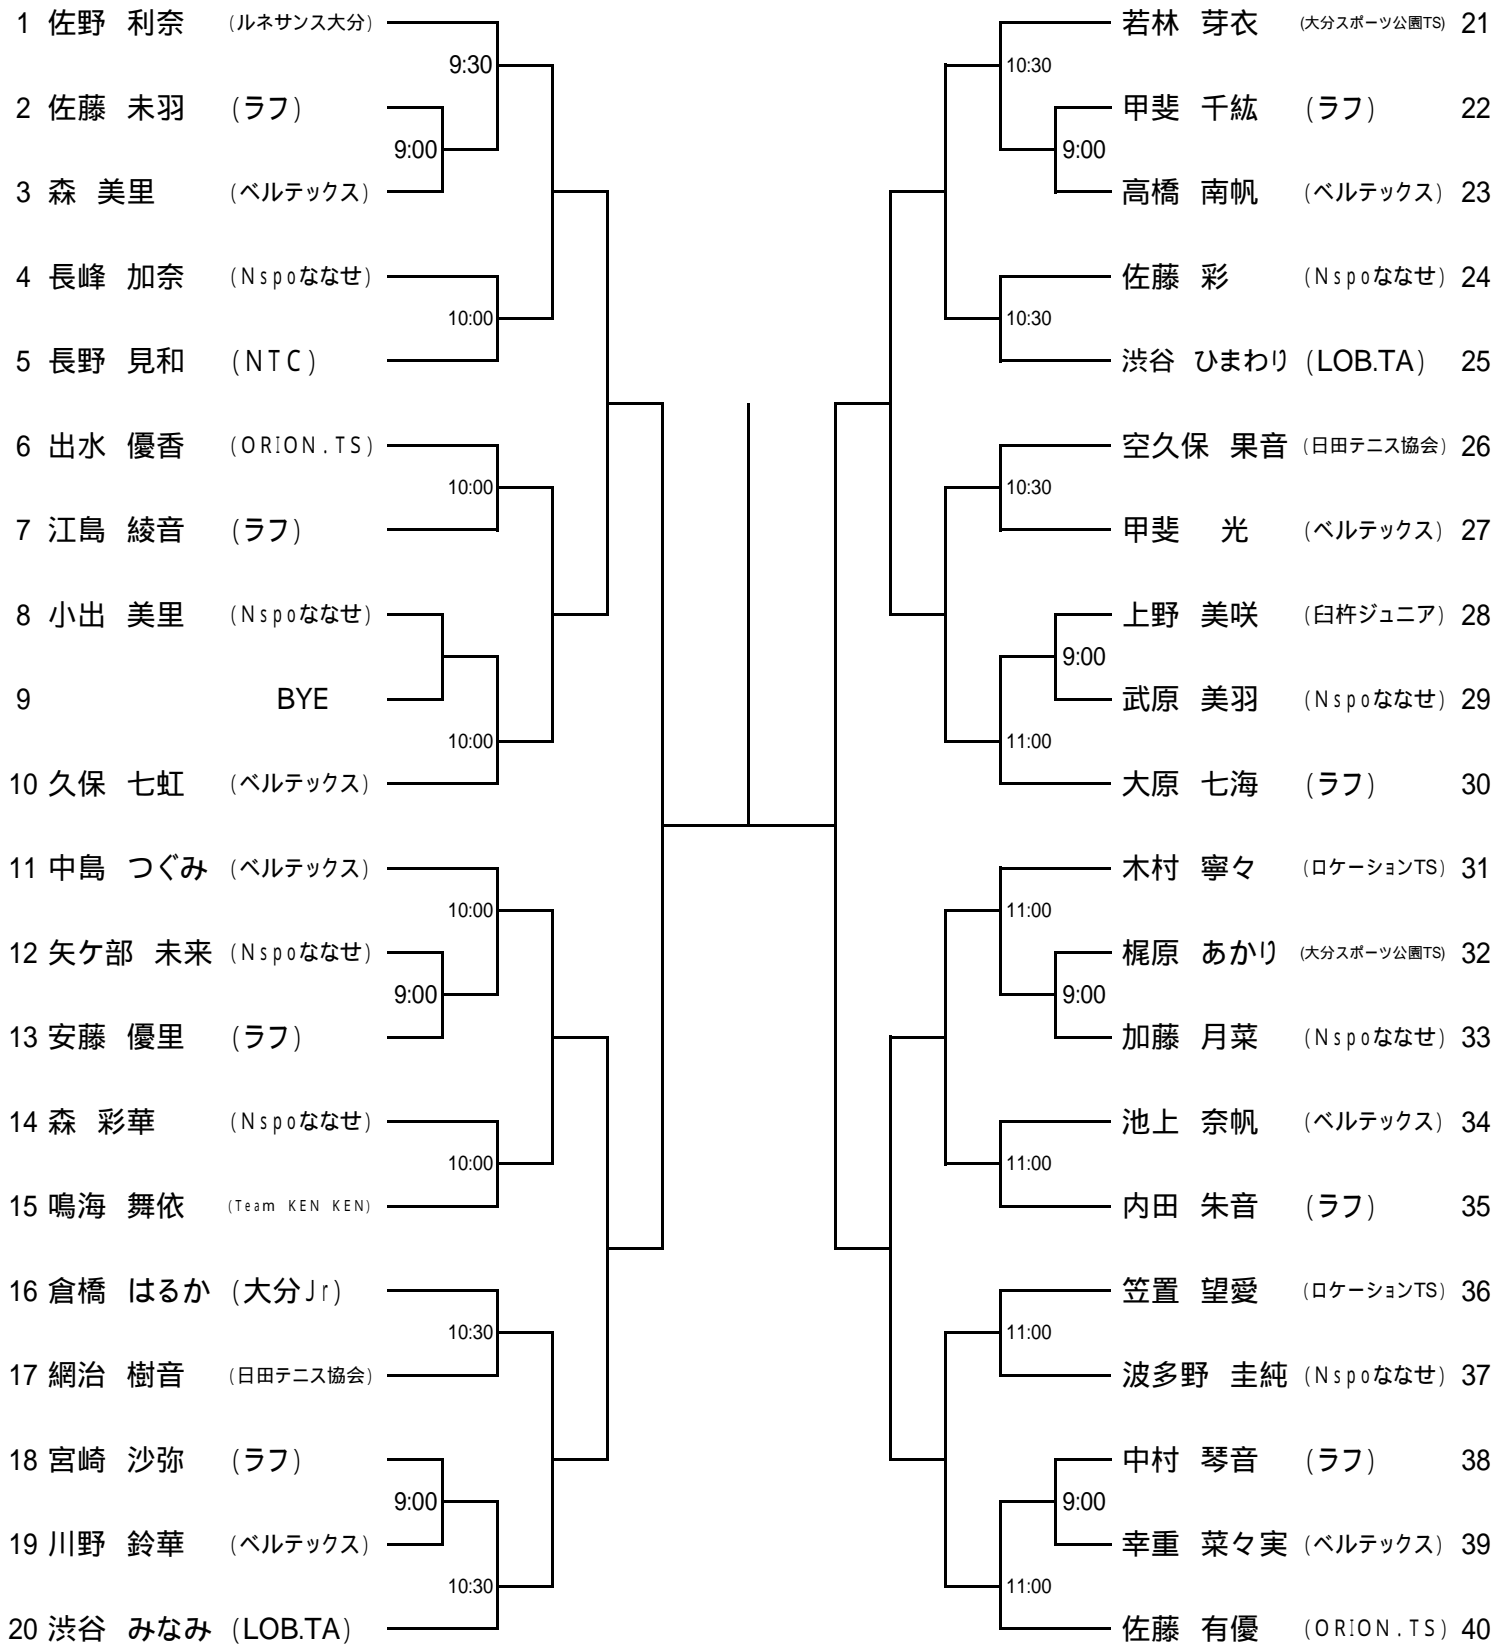 1 佐野 利奈 (ルネサンス大分)
9:30
2 佐藤 未羽 (ラフ)
9:00
3 森 美里 (ベルテックス)
4 長峰 加奈 (Nspoななせ)
10:00
5 長野 見和 (NTC)
6 出水 優香 (ORION.TS)
10:00
7 江島 綾音 (ラフ)
8 小出 美里 (Nspoななせ)
9 BYE
10:00
10 久保 七虹 (ベルテックス)
11 中島 つぐみ (ベルテックス)
10:00
12 矢ケ部 未来 (Nspoななせ)
9:00
13 安藤 優里 (ラフ)
14 森 彩華 (Nspoななせ)
10:00
15 鳴海 舞依 (Team KEN KEN)
16 倉橋 はるか (大分Jr)
10:30
17 網治 樹音 (日田テニス協会)
18 宮崎 沙弥 (ラフ)
9:00
19 川野 鈴華 (ベルテックス)
10:30
20 渋谷 みなみ (LOB.TA)
若林 芽衣 (大分スポーツ公園TS) 21
10:30
甲斐 千紘 (ラフ) 22
9:00
高橋 南帆 (ベルテックス) 23
佐藤 彩 (Nspoななせ) 24
10:30
渋谷 ひまわり (LOB.TA) 25
空久保 果音 (日田テニス協会) 26
10:30
甲斐 光 (ベルテックス) 27
上野 美咲 (臼杵ジュニア) 28
9:00
武原 美羽 (Nspoななせ) 29
11:00
大原 七海 (ラフ) 30
木村 寧々 (ロケーションTS) 31
11:00
梶原 あかり (大分スポーツ公園TS) 32
9:00
加藤 月菜 (Nspoななせ) 33
池上 奈帆 (ベルテックス) 34
11:00
内田 朱音 (ラフ) 35
笠置 望愛 (ロケーションTS) 36
11:00
波多野 圭純 (Nspoななせ) 37
中村 琴音 (ラフ) 38
9:00
幸重 菜々実 (ベルテックス) 39
11:00
佐藤 有優 (ORION.TS) 40